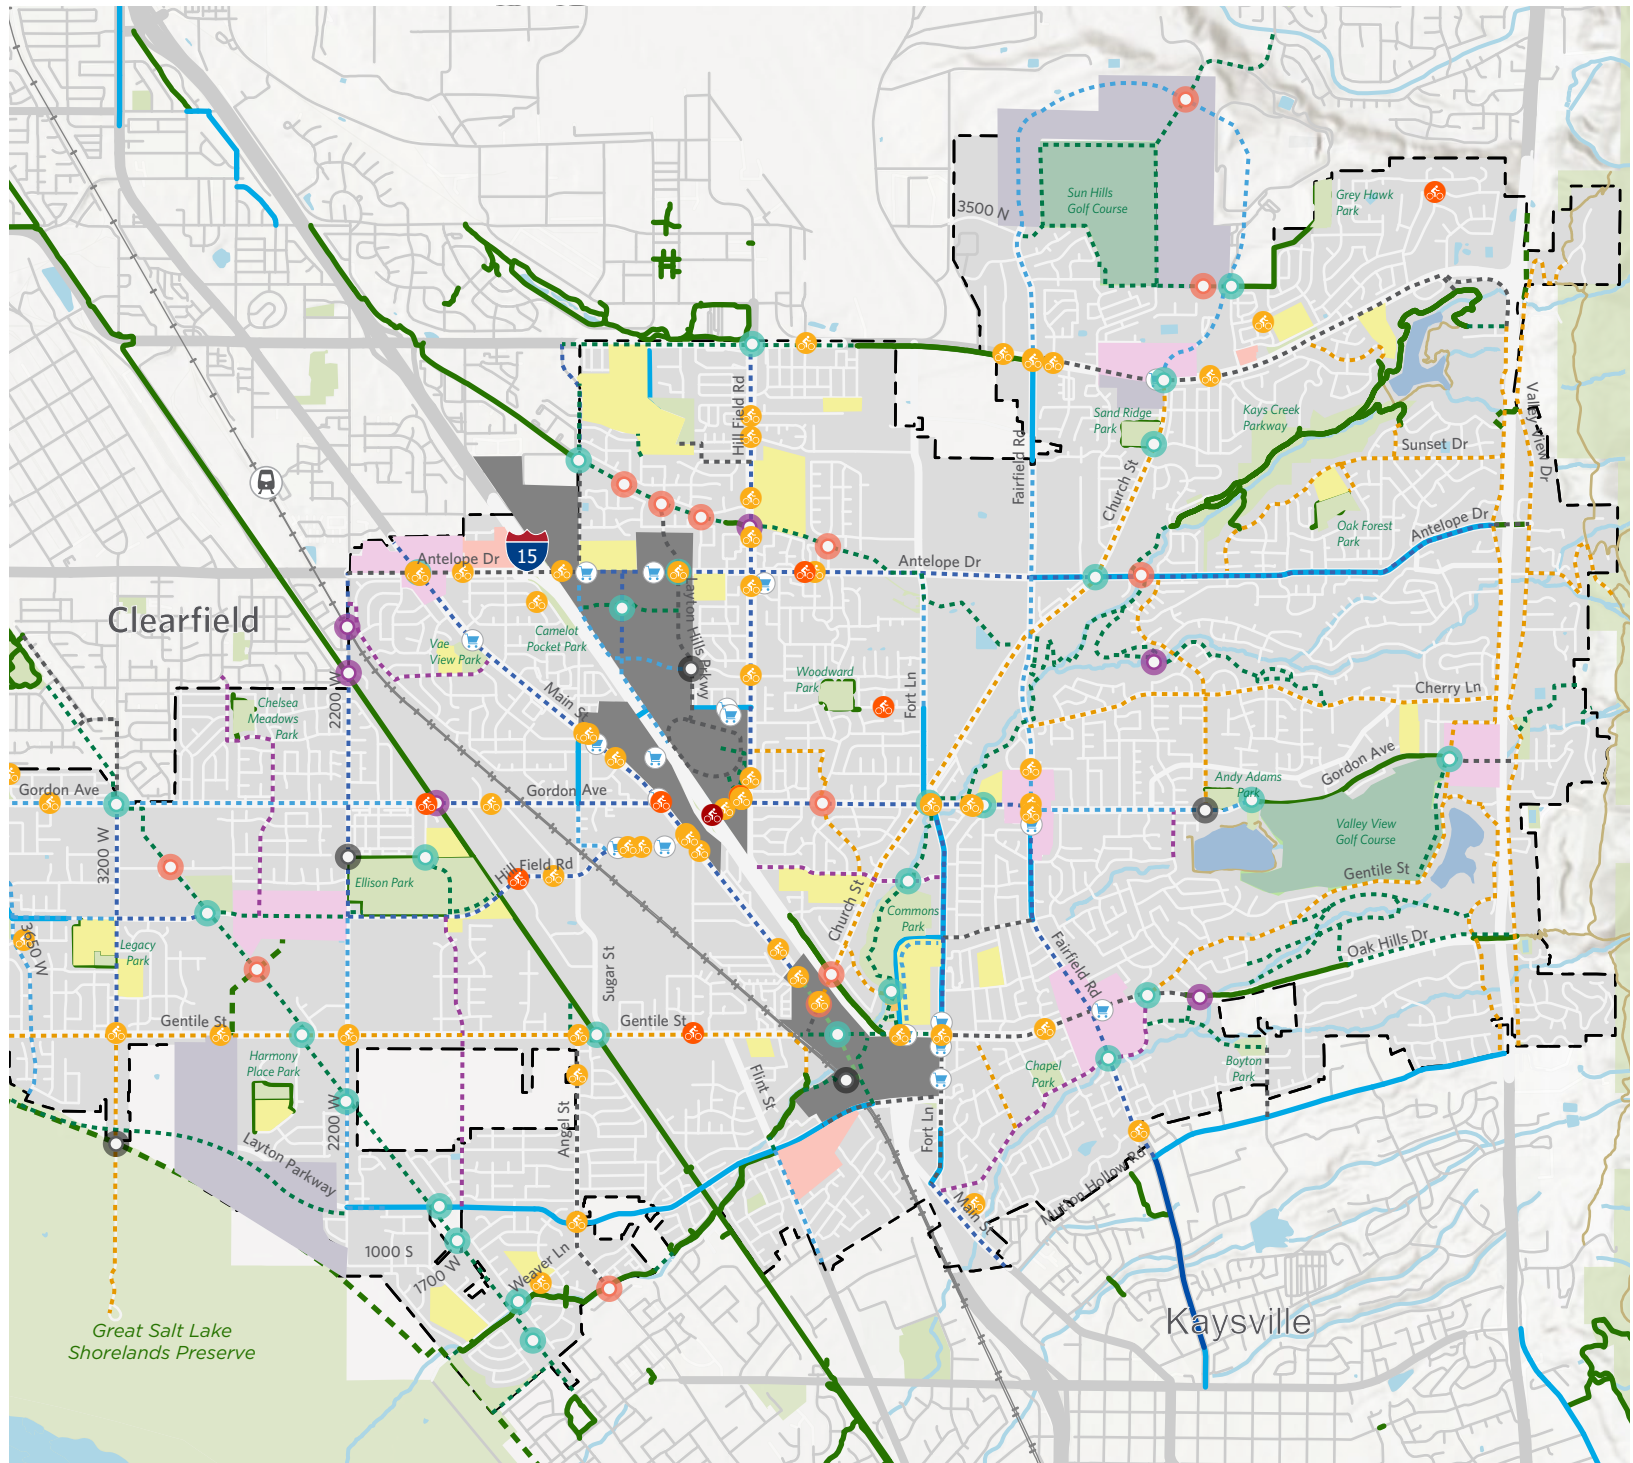 Sun Hills
Golf Course
Grey Hawk
Park
3500 N
Hill Field Rd
Fairfield Rd
Sand Ridge
Park
Kays Creek
Parkway
Valley View Dr
Sunset Dr
Church St
Oak Forest
Park
Antelope Dr
15
Antelope Dr
Antelope Dr
Clearfield
Layton Hills Pkwy
Vae
View Park
Camelot
Pocket Park
Woodward
Park
Fort Ln
Cherry Ln
Main St
2200 W
Chelsea
Meadows
Park
Gordon Ave
Gordon Ave
Gordon Ave
Andy Adams
Park
Valley View
Golf Course
3200 W
Hill Field Rd
Ellison Park
Gentile St
Church St
Commons
Park
3650 W
Legacy
Park
Oak Hills Dr
Sugar St
Fairfield Rd
Gentile St
Gentile St
Harmony
Place Park
Flint St
Chapel
Park
Boyton
Park
2200 W
Angel St
Fort Ln
Layton Parkway
Mutton Hollow Rd
Main St
1000 S
1700 W
Weaver Ln
Great Salt Lake
Shorelands Preserve
Kaysville